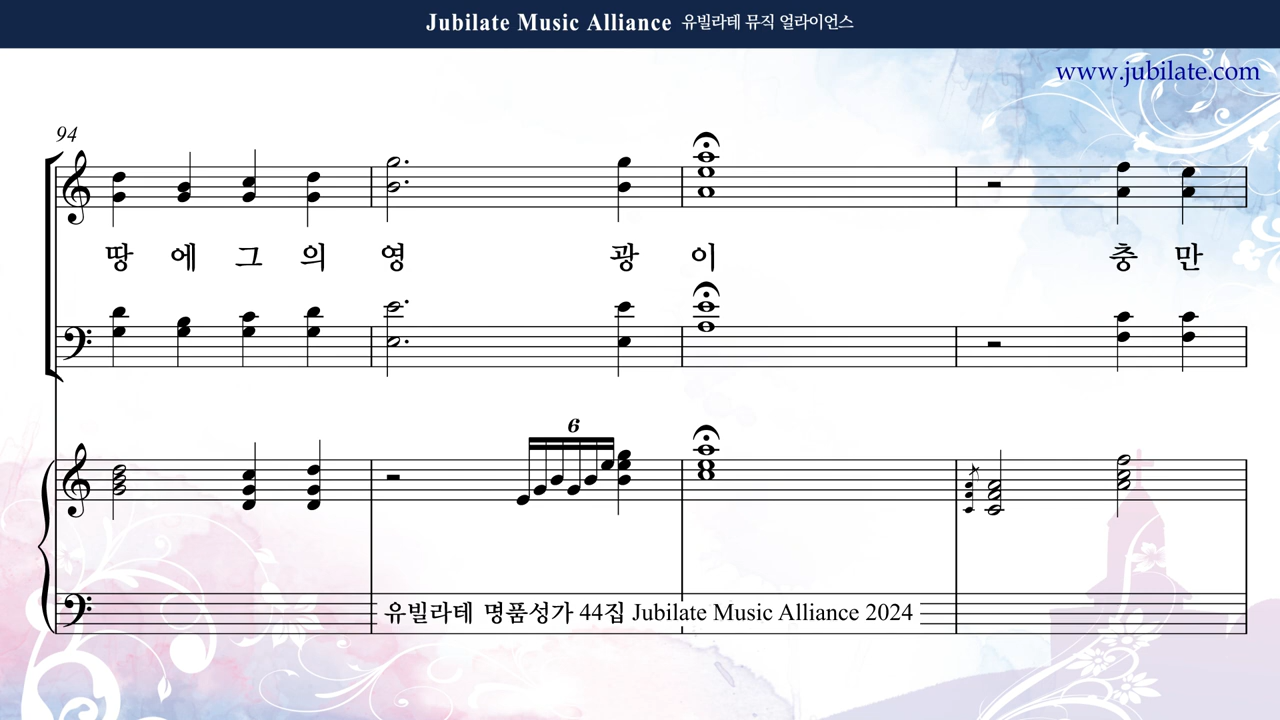 Jubilate Music Alliance 유빌라테 뮤직 얼라이언스
www.jubilate.com
94
땅 에 그 의 영 광 이 충 만
6
유빌라테 명품성가 44집 Jubilate Music Alliance 2024